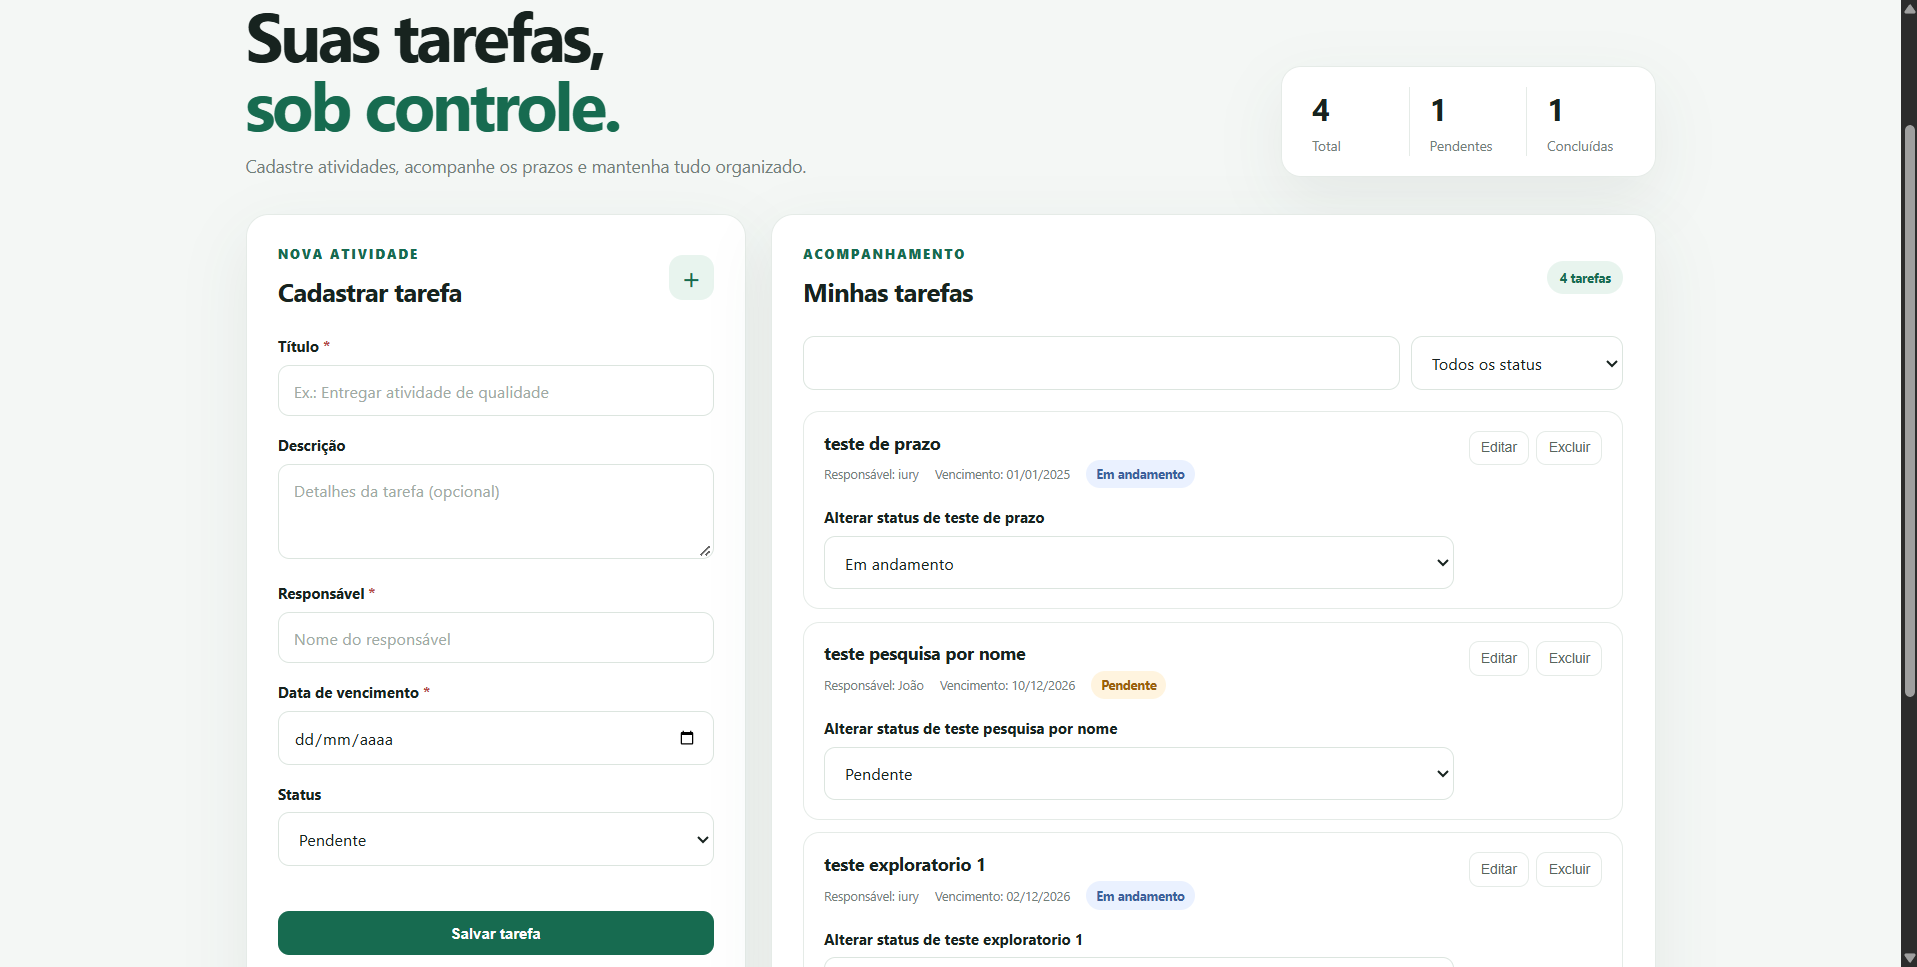 Suas tarefas,
sob controle.
Cadastre atividades, acompanhe os prazos e mantenha tudo organizado.
4
Total
1
Pendentes
1
Concluídas
NOVA ATIVIDADE
Cadastrar tarefa
+
Título *
Ex.: Entregar atividade de qualidade
Descrição
Detalhes da tarefa (opcional)
Responsável *
Nome do responsável
Data de vencimento *
dd/mm/aaaa
Status
Pendente
Salvar tarefa
ACOMPANHAMENTO
Minhas tarefas
4 tarefas
Todos os status
teste de prazo
Editar
Excluir
Responsável: iury Vencimento: 01/01/2025 Em andamento
Alterar status de teste de prazo
Em andamento
teste pesquisa por nome
Editar
Excluir
Responsável: João Vencimento: 10/12/2026 Pendente
Alterar status de teste pesquisa por nome
Pendente
teste exploratorio 1
Editar
Excluir
Responsável: iury Vencimento: 02/12/2026 Em andamento
Alterar status de teste exploratorio 1